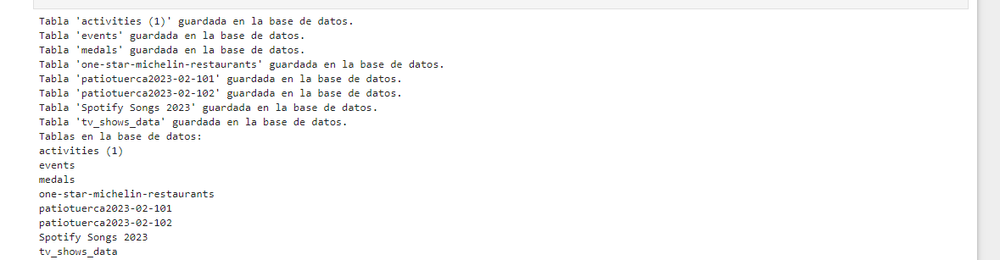 Tabla 'activities (1)' guardada en la base de datos.
Tabla 'events' guardada en la base de datos.
Tabla 'medals' guardada en la base de datos.
Tabla 'one-star-michelin-restaurants' guardada en la base de datos.
Tabla 'patiotuerca2023-02-101' guardada en la base de datos.
Tabla 'patiotuerca2023-02-102' guardada en la base de datos.
Tabla 'Spotify Songs 2023' guardada en la base de datos.
Tabla 'tv_shows_data' guardada en la base de datos.
Tablas en la base de datos:
activities (1)
events
medals
one-star-michelin-restaurants
patiotuerca2023-02-101
patiotuerca2023-02-102
Spotify Songs 2023
tv_shows_data